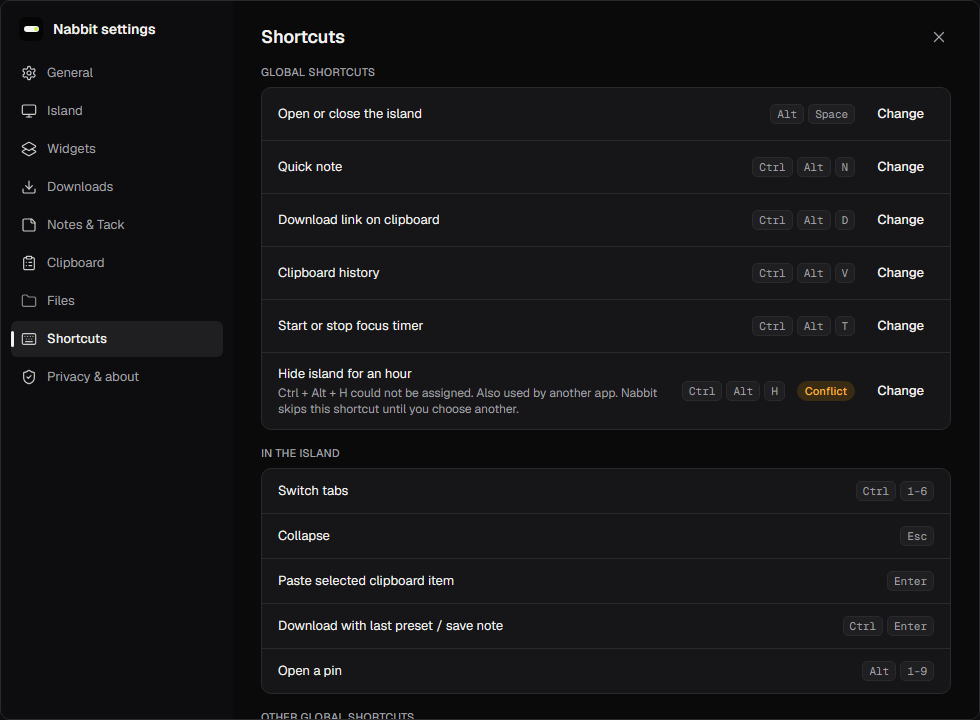 Nabbit settings
General
Island
Widgets
Downloads
Notes & Tack
Clipboard
Files
Shortcuts
Privacy & about
Shortcuts
GLOBAL SHORTCUTS
Open or close the island Alt Space Change
Quick note Ctrl Alt N Change
Download link on clipboard Ctrl Alt D Change
Clipboard history Ctrl Alt V Change
Start or stop focus timer Ctrl Alt T Change
Hide island for an hour
Ctrl + Alt + H could not be assigned. Also used by another app. Nabbit
skips this shortcut until you choose another.
Ctrl Alt H Conflict Change
IN THE ISLAND
Switch tabs Ctrl 1-6
Collapse Esc
Paste selected clipboard item Enter
Download with last preset / save note Ctrl Enter
Open a pin Alt 1-9
OTHER GLOBAL SHORTCUTS